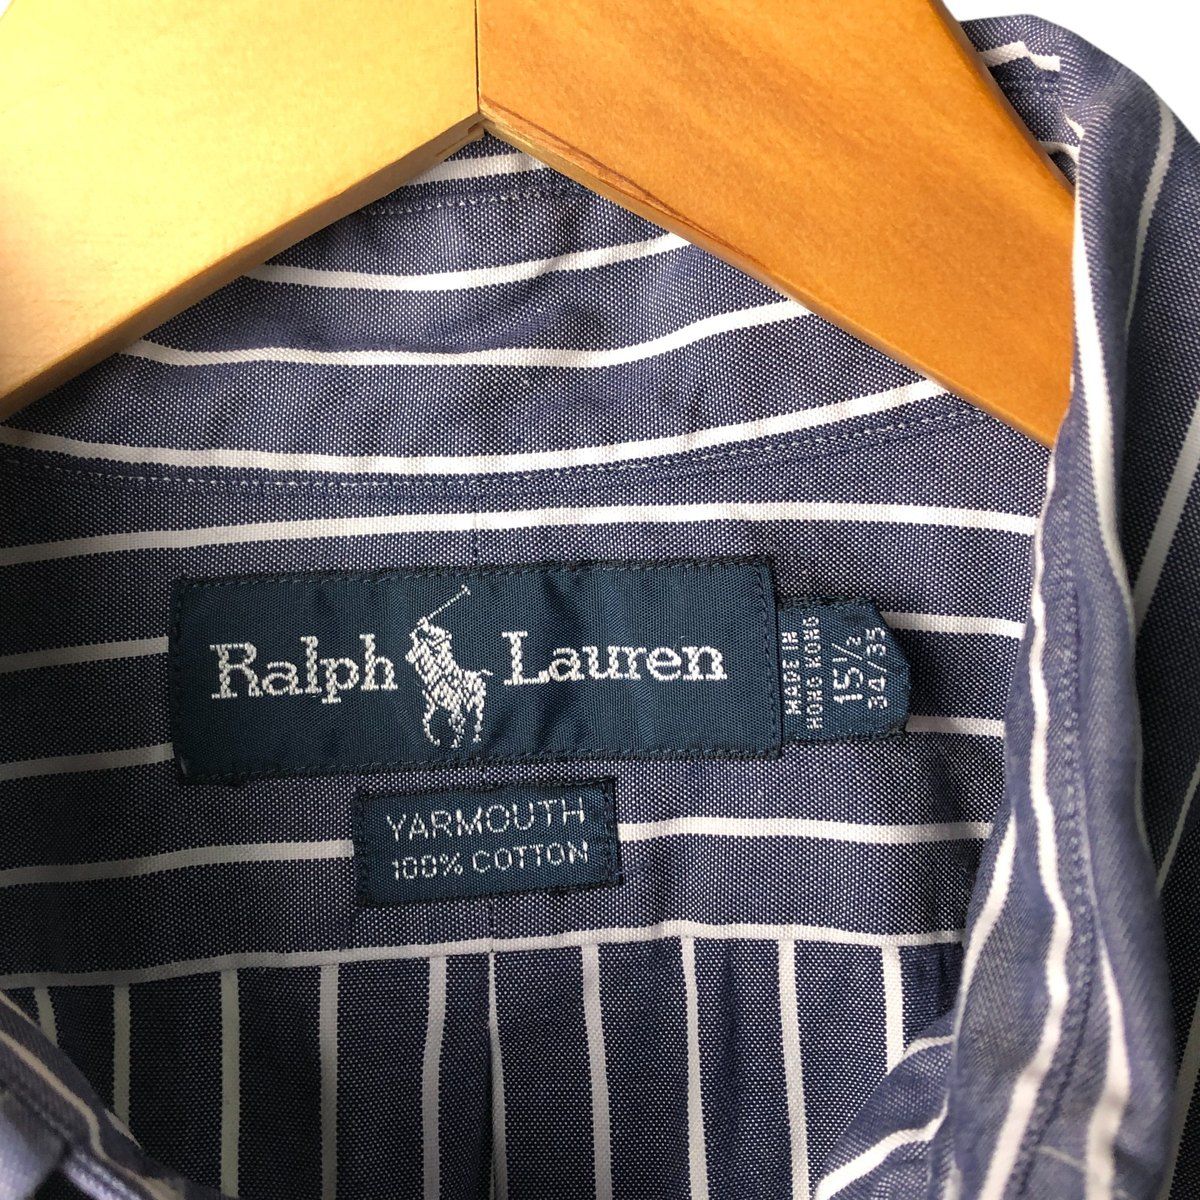 Ralph Lauren
MADE IN
HONG KONG
15½
34/35
YARMOUTH
100% COTTON